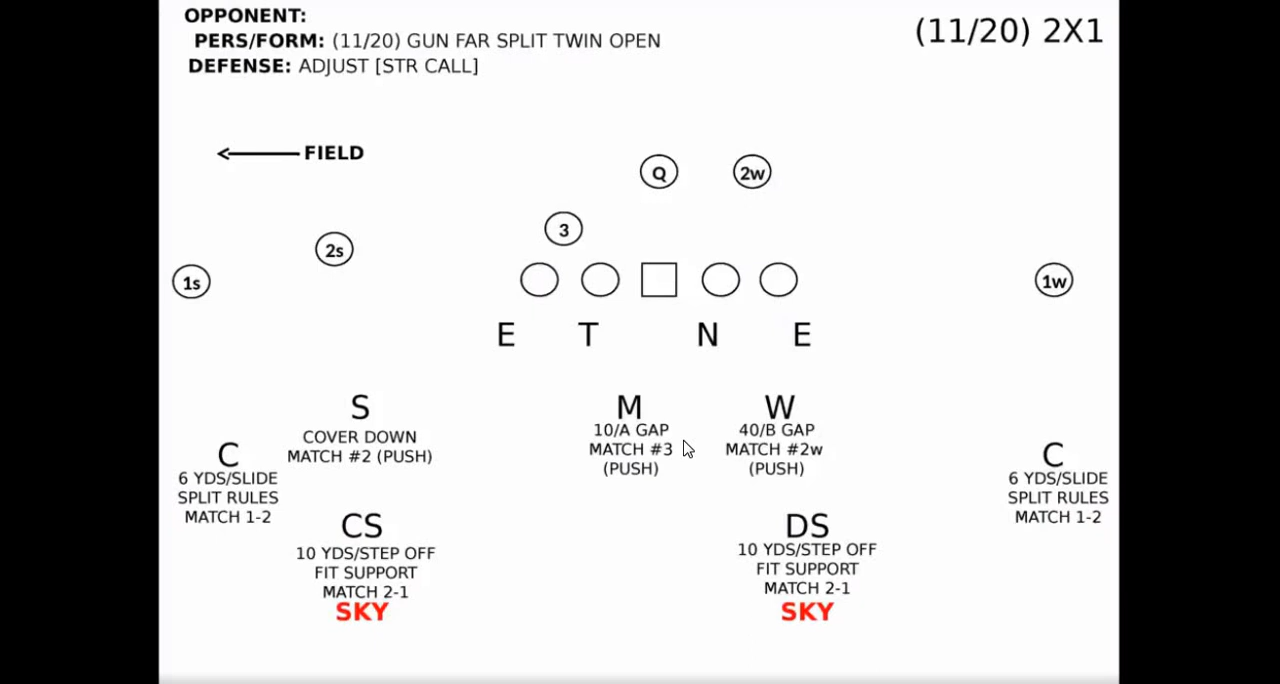 OPPONENT:
PERS/FORM: (11/20) GUN FAR SPLIT TWIN OPEN
DEFENSE: ADJUST [STR CALL]
(11/20) 2X1
FIELD
Q
2w
3
2s
1s
1w
E T N E
S
COVER DOWN
MATCH #2 (PUSH)
M
10/A GAP
MATCH #3
(PUSH)
W
40/B GAP
MATCH #2w
(PUSH)
C
6 YDS/SLIDE
SPLIT RULES
MATCH 1-2
C
6 YDS/SLIDE
SPLIT RULES
MATCH 1-2
CS
10 YDS/STEP OFF
FIT SUPPORT
MATCH 2-1
SKY
DS
10 YDS/STEP OFF
FIT SUPPORT
MATCH 2-1
SKY